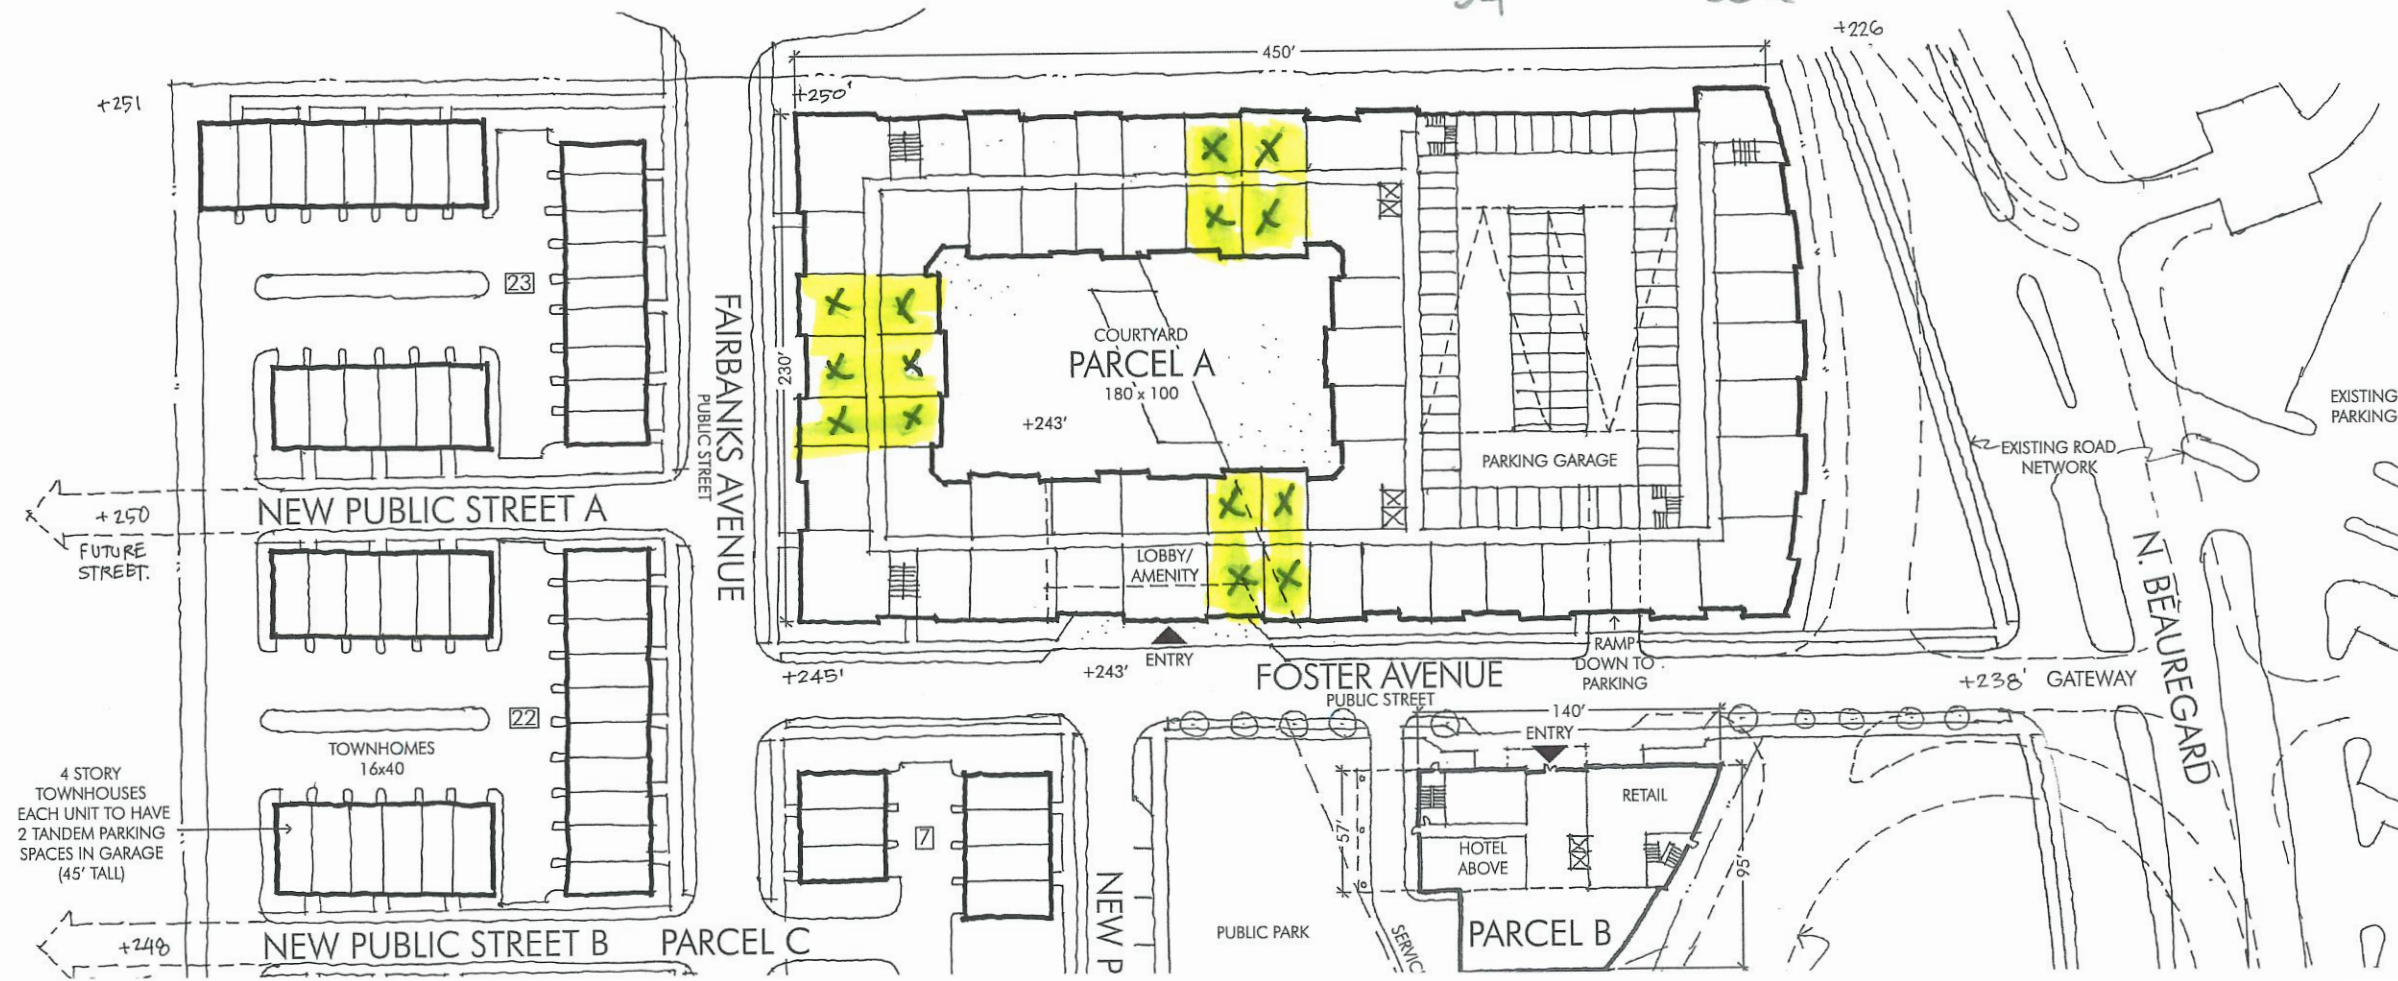 +226
450'
+251
+250'
23
FAIRBANKS AVENUE
PUBLIC STREET
230'
COURTYARD
PARCEL A
180 x 100
+243'
PARKING GARAGE
EXISTING
PARKING
EXISTING ROAD
NETWORK
NEW PUBLIC STREET A
+250
FUTURE
STREET.
LOBBY/
AMENITY
N. BEAUREGARD
ENTRY
+245'
+243'
FOSTER AVENUE
PUBLIC STREET
RAMP
DOWN TO
PARKING
+238' GATEWAY
22
TOWNHOMES
16x40
140'
ENTRY
4 STORY
TOWNHOUSES
EACH UNIT TO HAVE
2 TANDEM PARKING
SPACES IN GARAGE
(45' TALL)
7
57'
RETAIL
HOTEL
ABOVE
95'
NEW P
PUBLIC PARK
SERVIC
PARCEL B
+248
NEW PUBLIC STREET B
PARCEL C